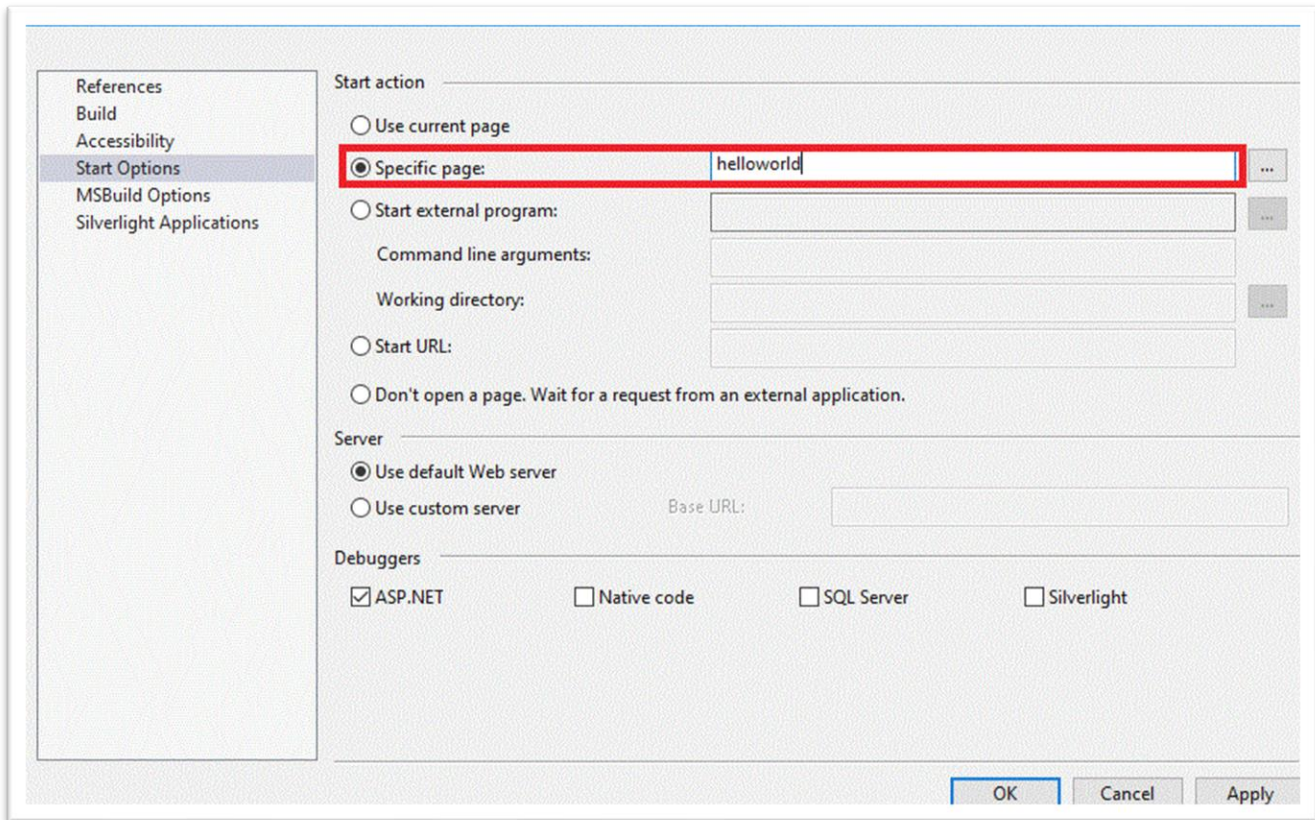 References
Build
Accessibility
Start Options
MSBuild Options
Silverlight Applications
Start action
Use current page
Specific page: helloworld ...
Start external program: ...
Command line arguments:
Working directory: ...
Start URL:
Don't open a page. Wait for a request from an external application.
Server
Use default Web server
Use custom server Base URL:
Debuggers
ASP.NET Native code SQL Server Silverlight
OK Cancel Apply